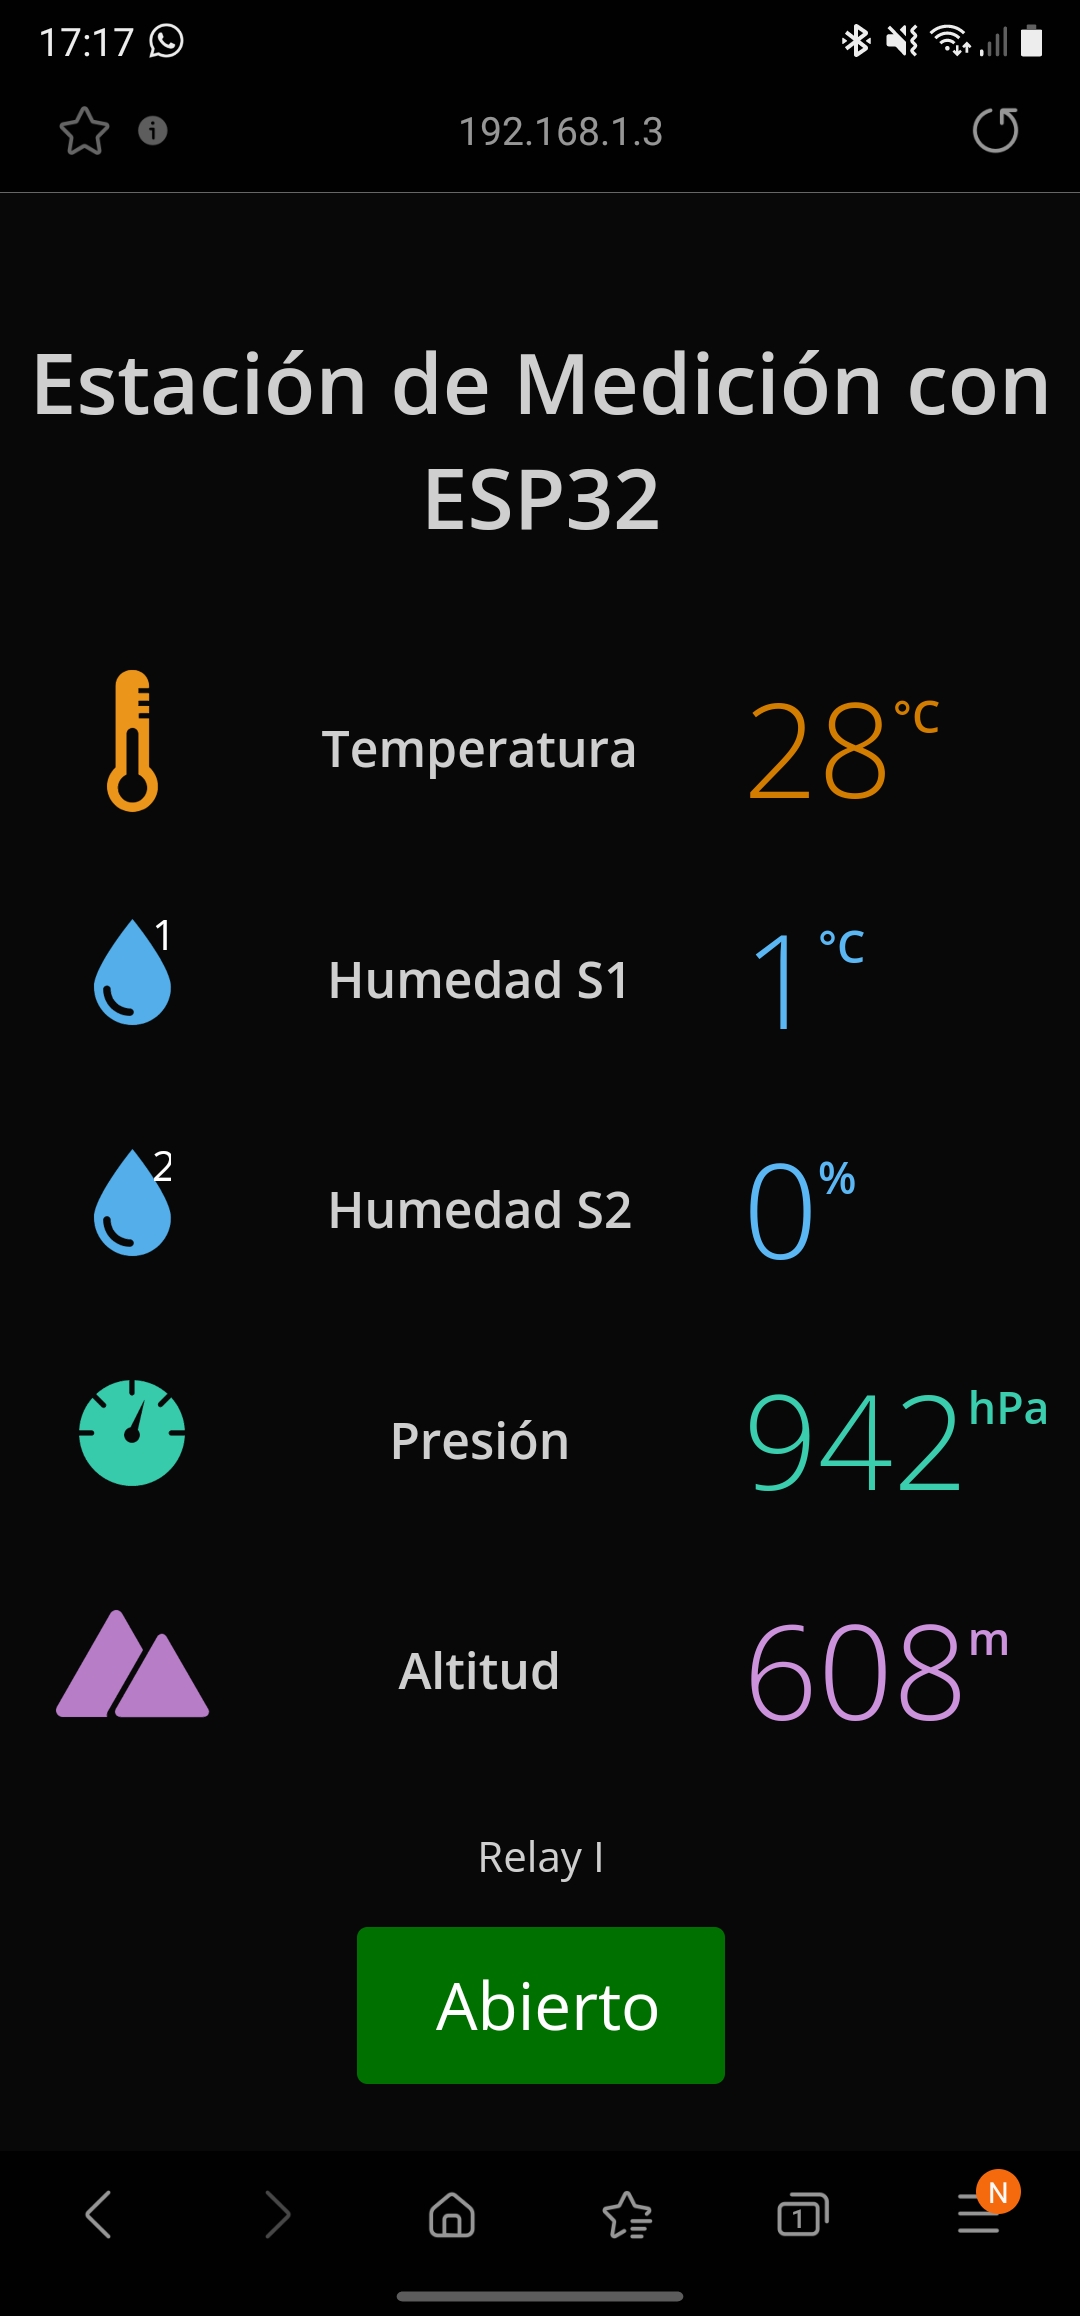 17:17
192.168.1.3
Estación de Medición con
ESP32
Temperatura 28 °C
1 Humedad S1 1 °C
2 Humedad S2 0 %
Presión 942 hPa
Altitud 608 m
Relay I
Abierto
1 N